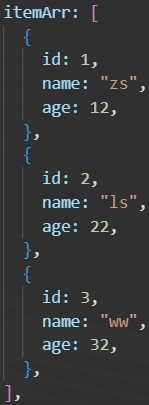 itemArr: [
{
id: 1,
name: "zs",
age: 12,
},
{
id: 2,
name: "ls",
age: 22,
},
{
id: 3,
name: "ww",
age: 32,
},
],